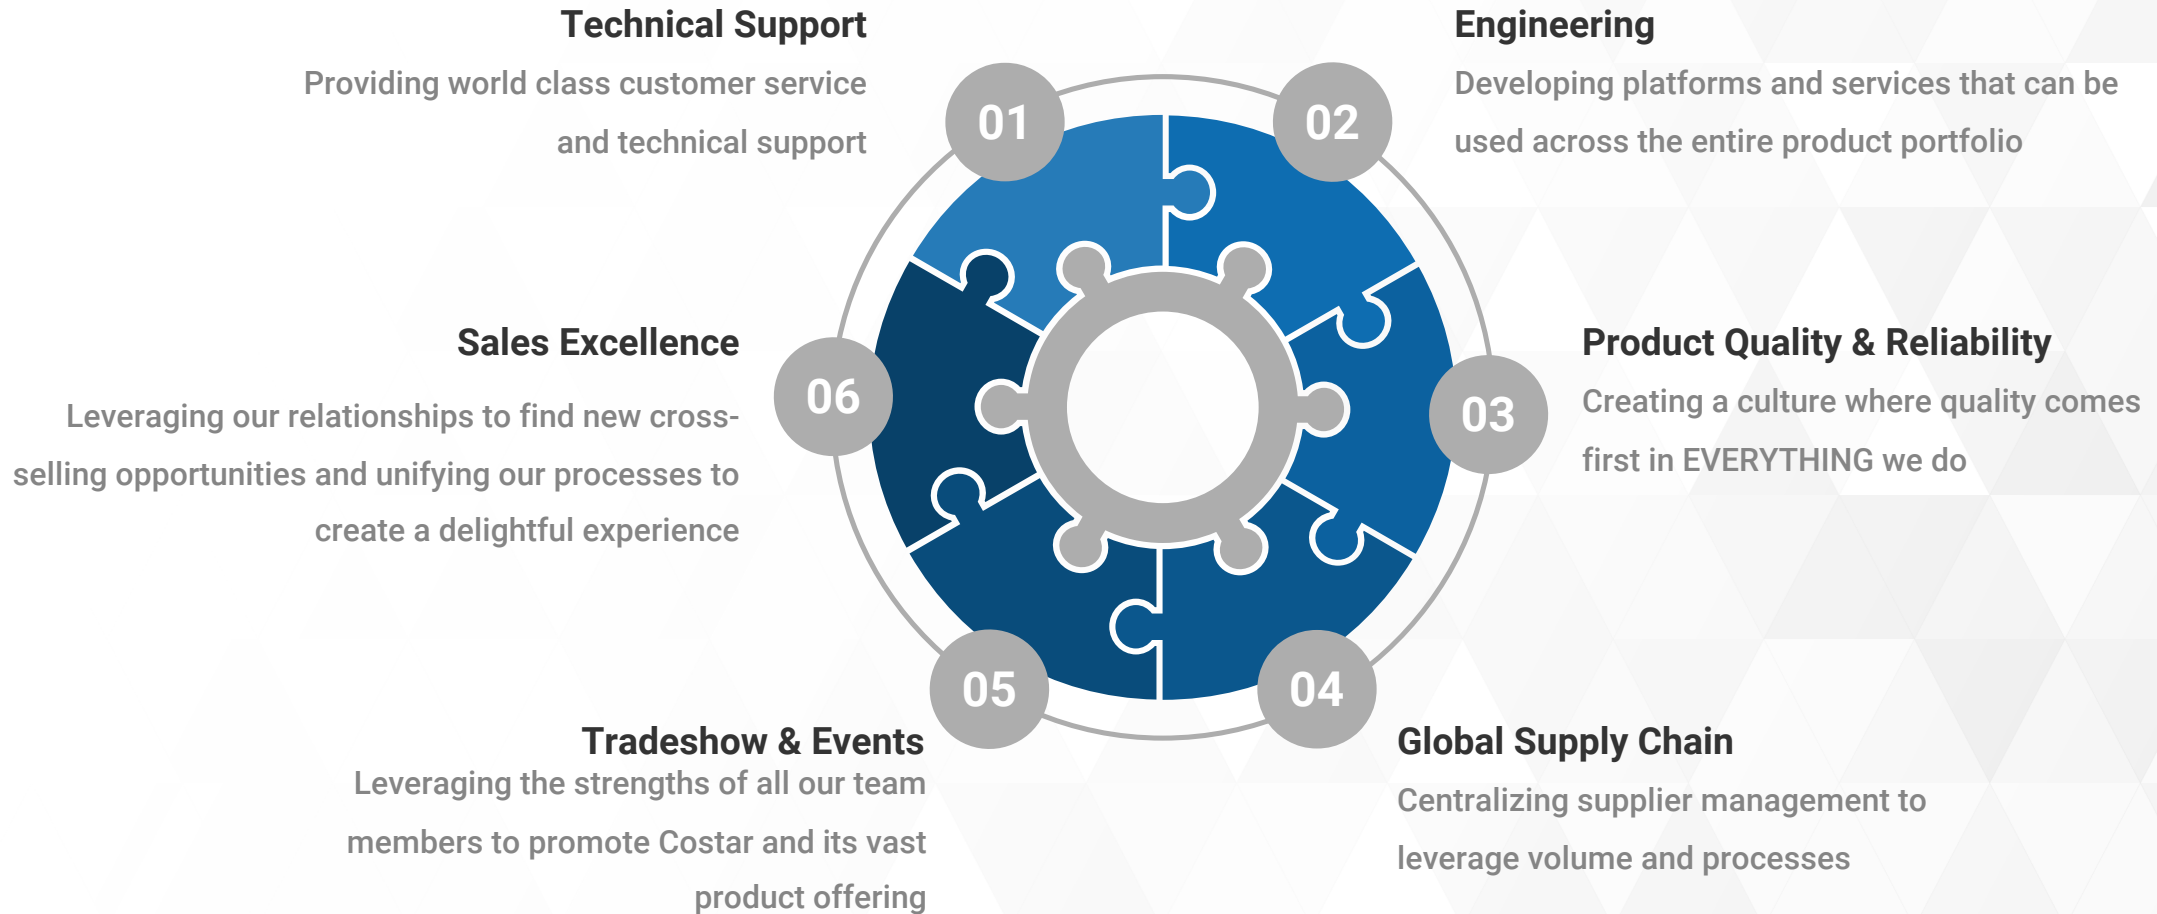 01
Technical Support
Providing world class customer service
and technical support
02
Engineering
Developing platforms and services that can be
used across the entire product portfolio
03
Product Quality & Reliability
Creating a culture where quality comes
first in EVERYTHING we do
04
Global Supply Chain
Centralizing supplier management to
leverage volume and processes
05
Tradeshow & Events
Leveraging the strengths of all our team
members to promote Costar and its vast
product offering
06
Sales Excellence
Leveraging our relationships to find new cross-
selling opportunities and unifying our processes to
create a delightful experience